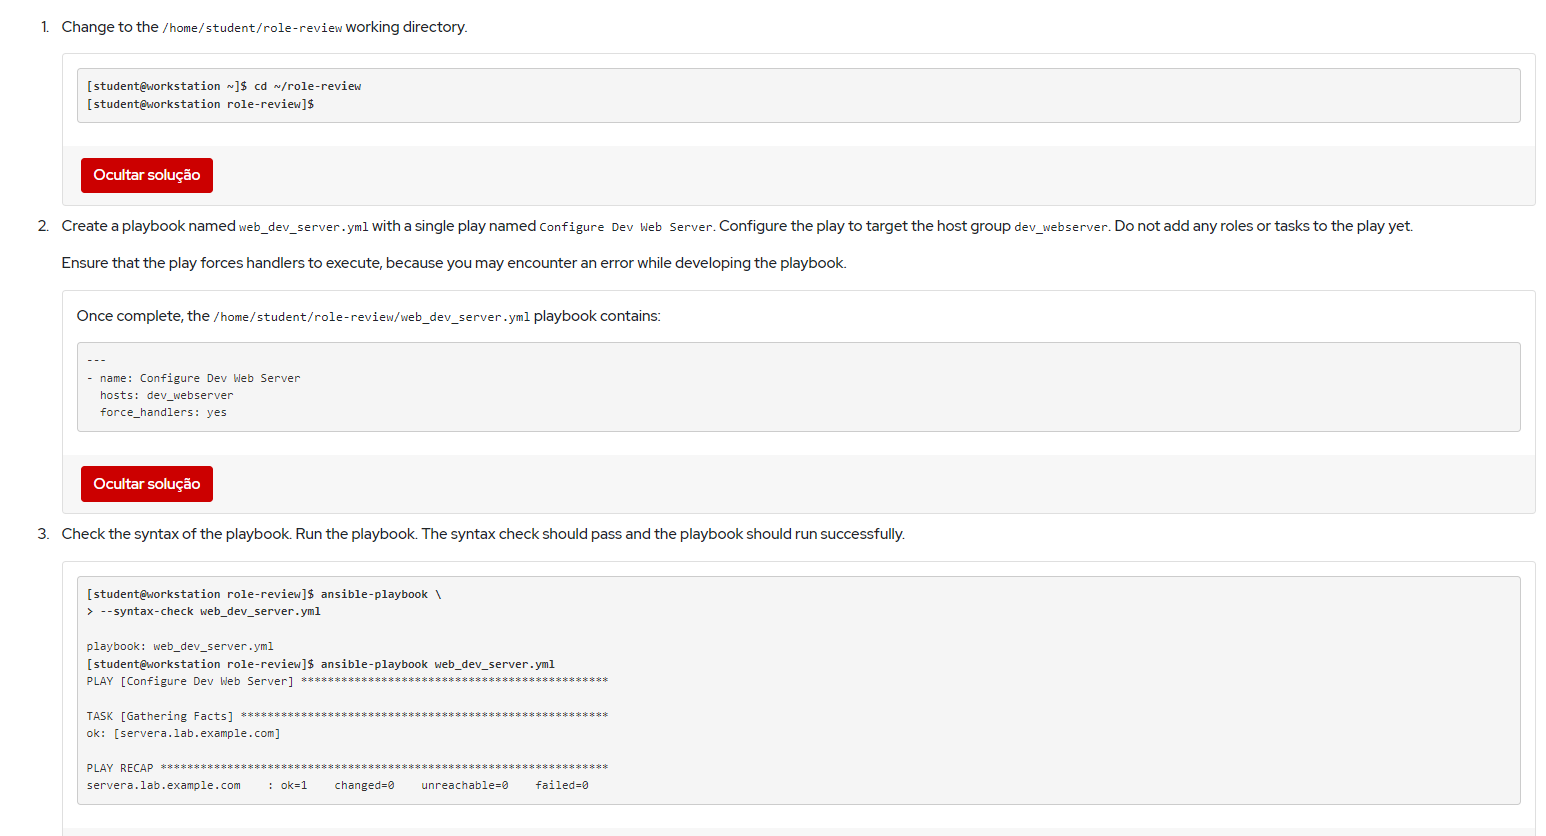 1. Change to the /home/student/role-review working directory.
[student@workstation ~]$ cd ~/role-review
[student@workstation role-review]$
Ocultar solução
2. Create a playbook named web_dev_server.yml with a single play named Configure Dev Web Server. Configure the play to target the host group dev_webserver. Do not add any roles or tasks to the play yet.
Ensure that the play forces handlers to execute, because you may encounter an error while developing the playbook.
Once complete, the /home/student/role-review/web_dev_server.yml playbook contains:
---
- name: Configure Dev Web Server
  hosts: dev_webserver
  force_handlers: yes
Ocultar solução
3. Check the syntax of the playbook. Run the playbook. The syntax check should pass and the playbook should run successfully.
[student@workstation role-review]$ ansible-playbook \
> --syntax-check web_dev_server.yml
playbook: web_dev_server.yml
[student@workstation role-review]$ ansible-playbook web_dev_server.yml
PLAY [Configure Dev Web Server] **********************************************
TASK [Gathering Facts] *******************************************************
ok: [servera.lab.example.com]
PLAY RECAP *******************************************************************
servera.lab.example.com    : ok=1    changed=0    unreachable=0    failed=0